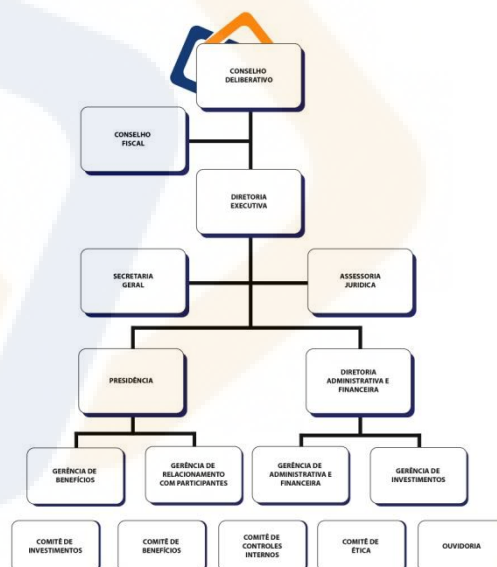 CONSELHO
DELIBERATIVO
CONSELHO
FISCAL
DIRETORIA
EXECUTIVA
SECRETARIA
GERAL
ASSESSORIA
JURIDICA
PRESIDÊNCIA
DIRETORIA
ADMINISTRATIVA E
FINANCEIRA
GERÊNCIA DE
BENEFÍCIOS
GERÊNCIA DE
RELACIONAMENTO
COM PARTICIPANTES
GERÊNCIA DE
ADMINISTRATIVA E
FINANCEIRA
GERÊNCIA DE
INVESTIMENTOS
COMITÊ DE
INVESTIMENTOS
COMITÊ DE
BENEFÍCIOS
COMITÊ DE
CONTROLES
INTERNOS
COMITÊ DE
ÉTICA
OUVIDORIA